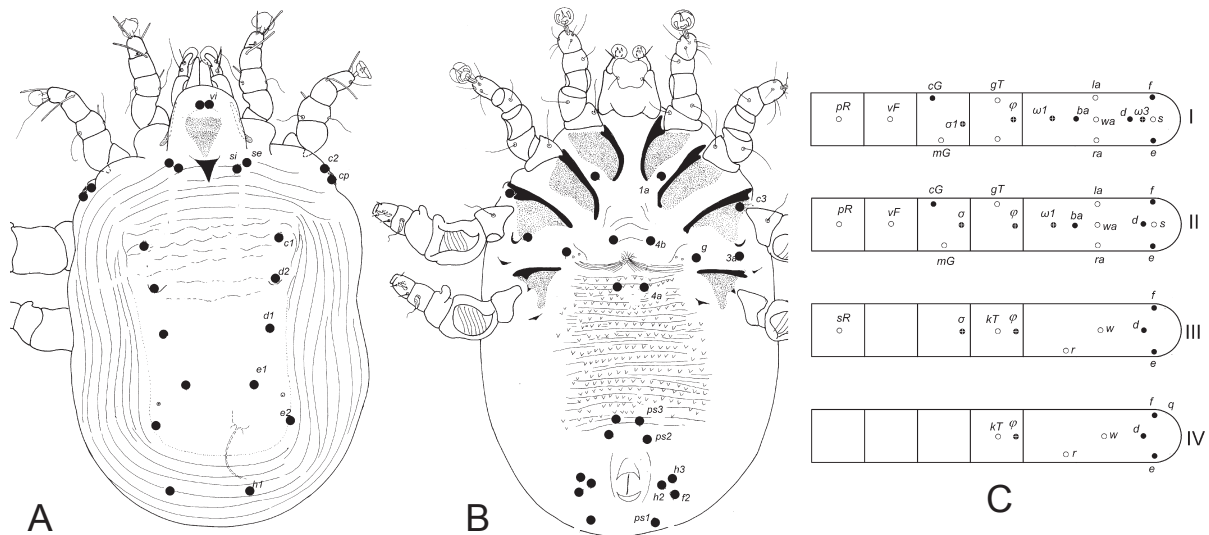 vi
si se
c2
cp
c1
d2
d1
e1
e2
h1
A
1a
c3
4b g
3a
4a
ps3
ps2
h3
h2 f2
ps1
B
cG gT la f
pR vF σ1 φ ω1 ba wa d ω3 s I
mG ra e
cG gT la f
pR vF σ φ ω1 ba wa d s II
mG ra e
f
sR σ kT φ w d III
r
e
f q
kT φ w d IV
r
e
C